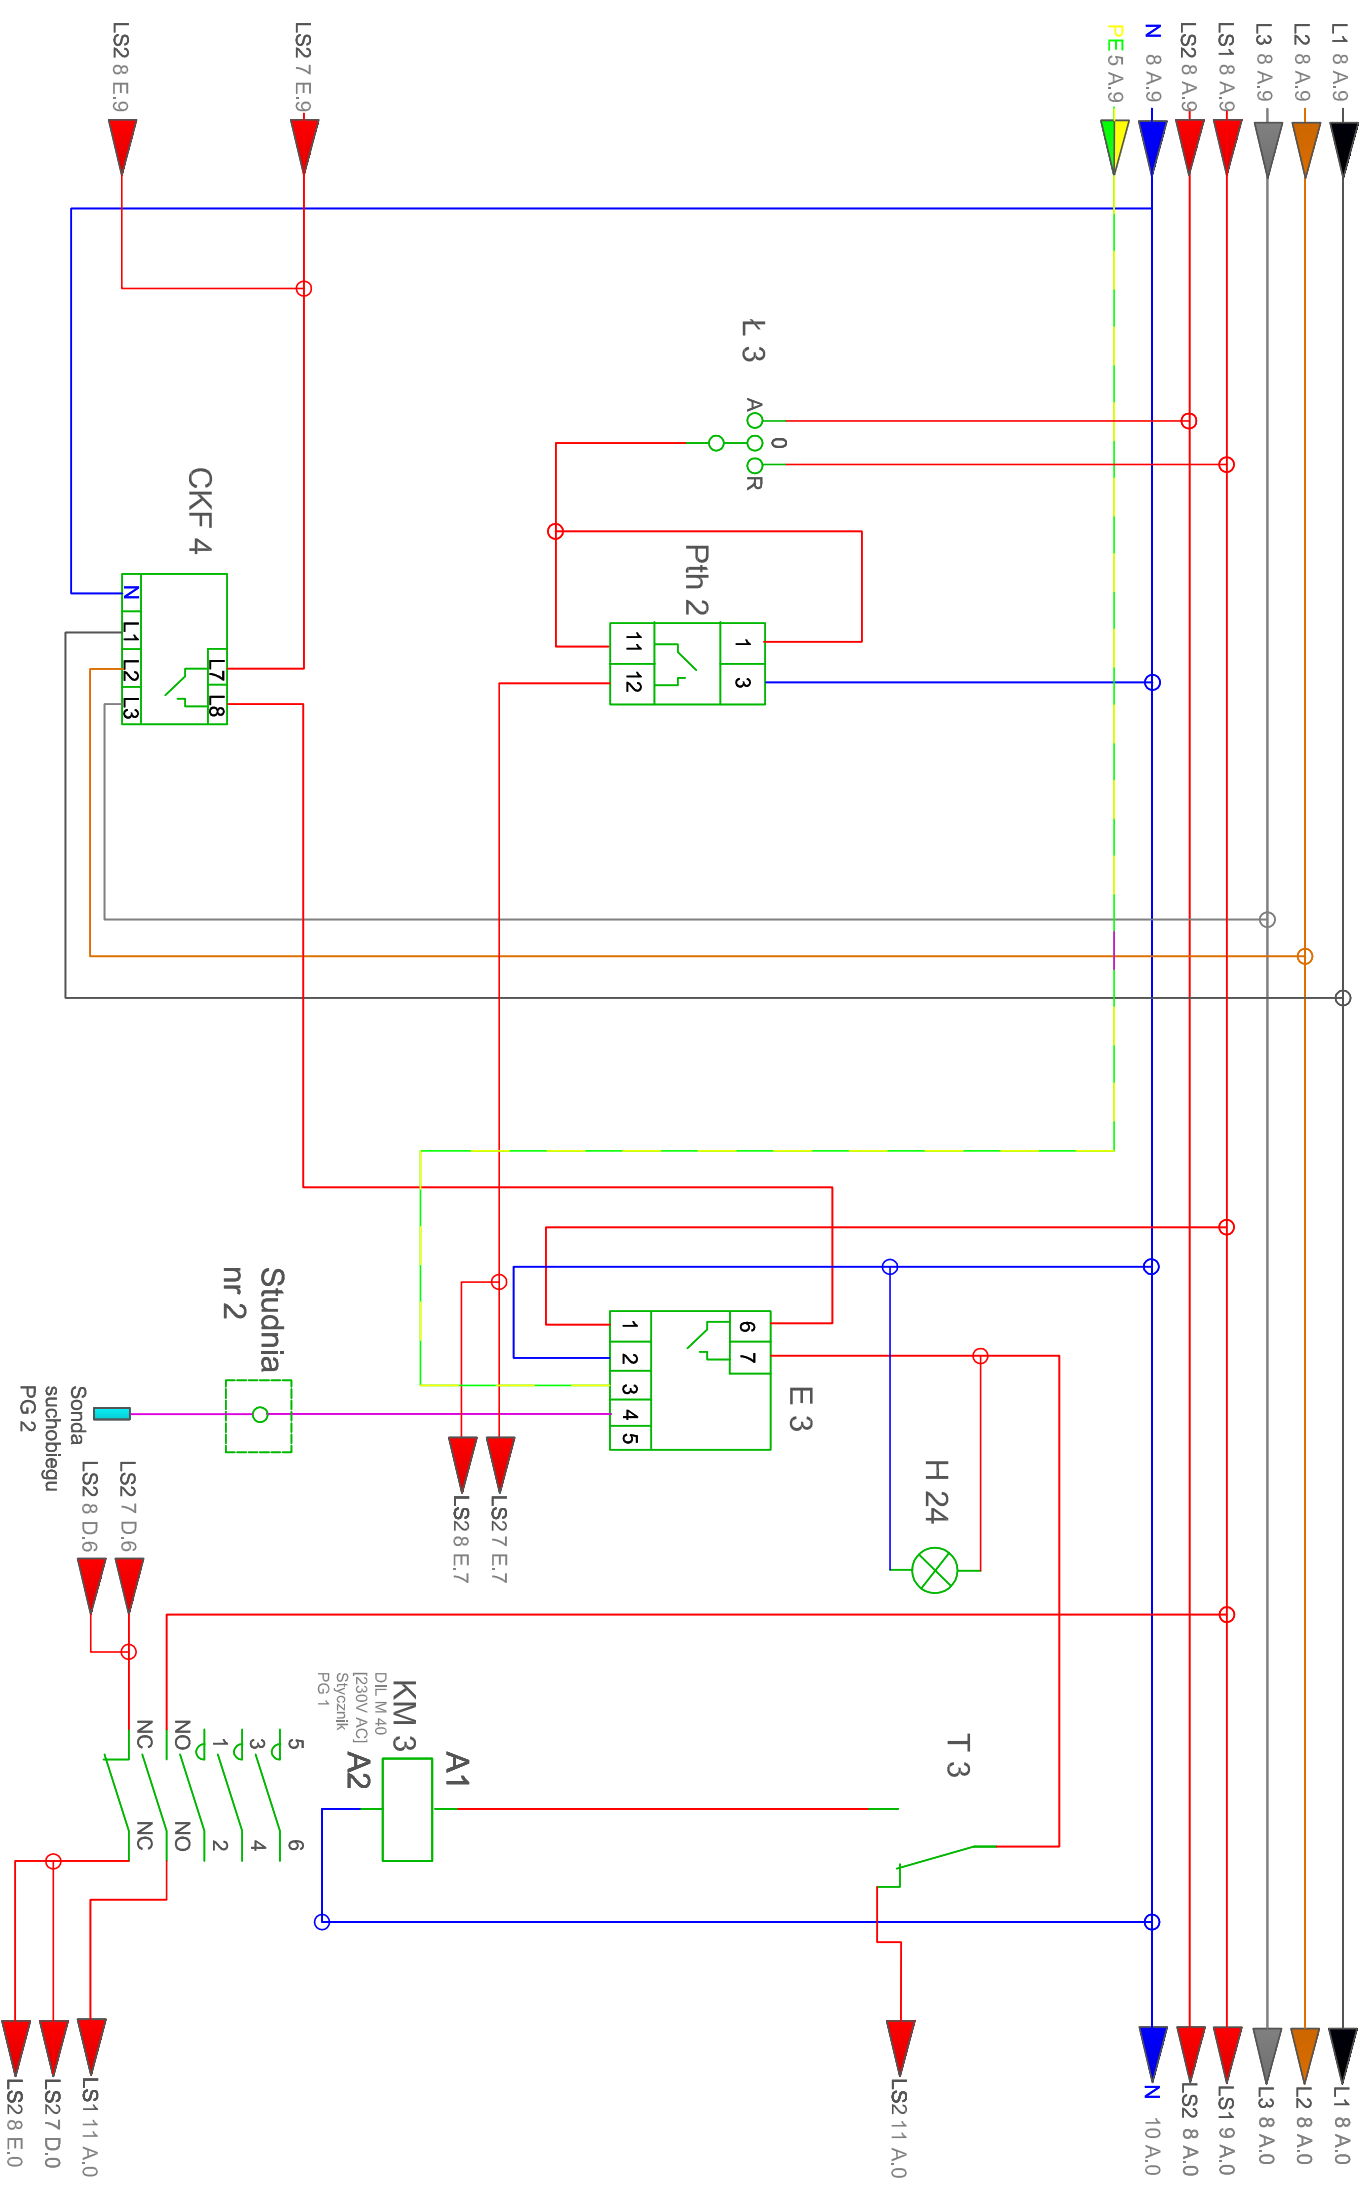 L1 8 A.9
L2 8 A.9
L3 8 A.9
LS1 8 A.9
LS2 8 A.9
N 8 A.9
PE 5 A.9
LS2 7 E.9
LS2 8 E.9
Ł 3
A
0
R
Pth 2
1
3
11
12
CKF 4
L7
L8
N
L1
L2
L3
E 3
6
7
1
2
3
4
5
Studnia
nr 2
Sonda
suchobiegu
PG 2
LS2 7 E.7
LS2 8 E.7
H 24
LS2 7 D.6
LS2 8 D.6
T 3
KM 3
DIL M 40
[230V AC]
Stycznik
PG 1
A1
A2
5
6
3
4
1
2
NO
NO
NC
NC
L1 8 A.0
L2 8 A.0
L3 8 A.0
LS1 9 A.0
LS2 8 A.0
N 10 A.0
LS2 11 A.0
LS1 11 A.0
LS2 7 D.0
LS2 8 E.0